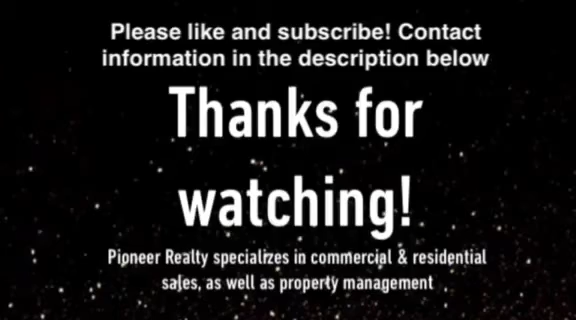 Please like and subscribe! Contact
information in the description below
Thanks for
watching!
Pioneer Realty specializes in commercial & residential
sales, as well as property management